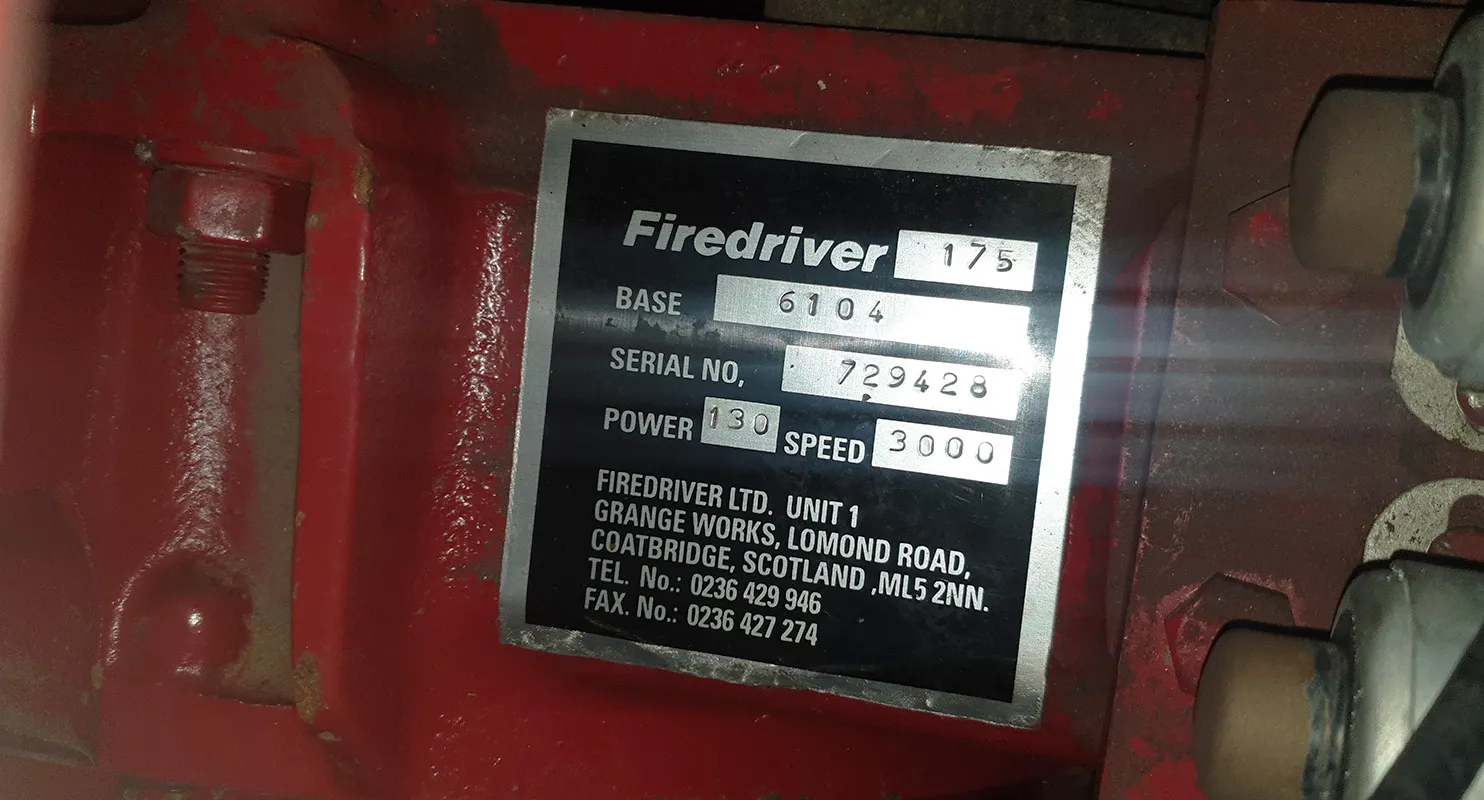 Firedriver 175
BASE 6104
SERIAL NO, 729428
POWER 130 SPEED 3000
FIREDRIVER LTD. UNIT 1
GRANGE WORKS, LOMOND ROAD,
COATBRIDGE, SCOTLAND ,ML5 2NN.
TEL. No.: 0236 429 946
FAX. No.: 0236 427 274